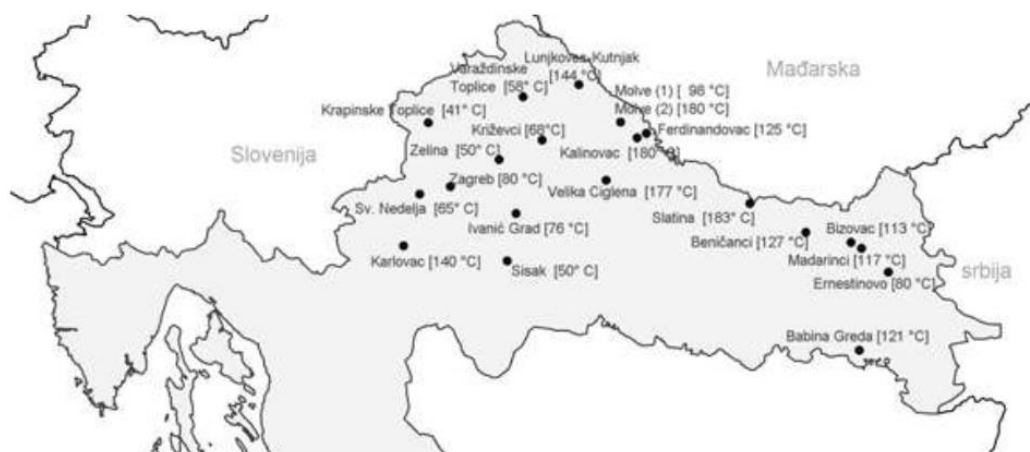 Mađarska
Lunjkovec-Kutnjak
[144 °C]
Varaždinske
Toplice [58° C]
Molve (1) [ 98 °C]
Molve (2) [180 °C]
Krapinske Toplice [41° C]
Križevci [68°C]
Ferdinandovac [125 °C]
Slovenija
Zelina [50° C]
Kalinovac [180 °C]
Zagreb [80 °C]
Velika Ciglena [177 °C]
Sv. Nedelja [65° C]
Slatina [183° C]
Ivanić Grad [76 °C]
Bizovac [113 °C]
Beničanci [127 °C]
Karlovac [140 °C]
Sisak [50° C]
Madarinci [117 °C]
srbija
Ernestinovo [80 °C]
Babina Greda [121 °C]